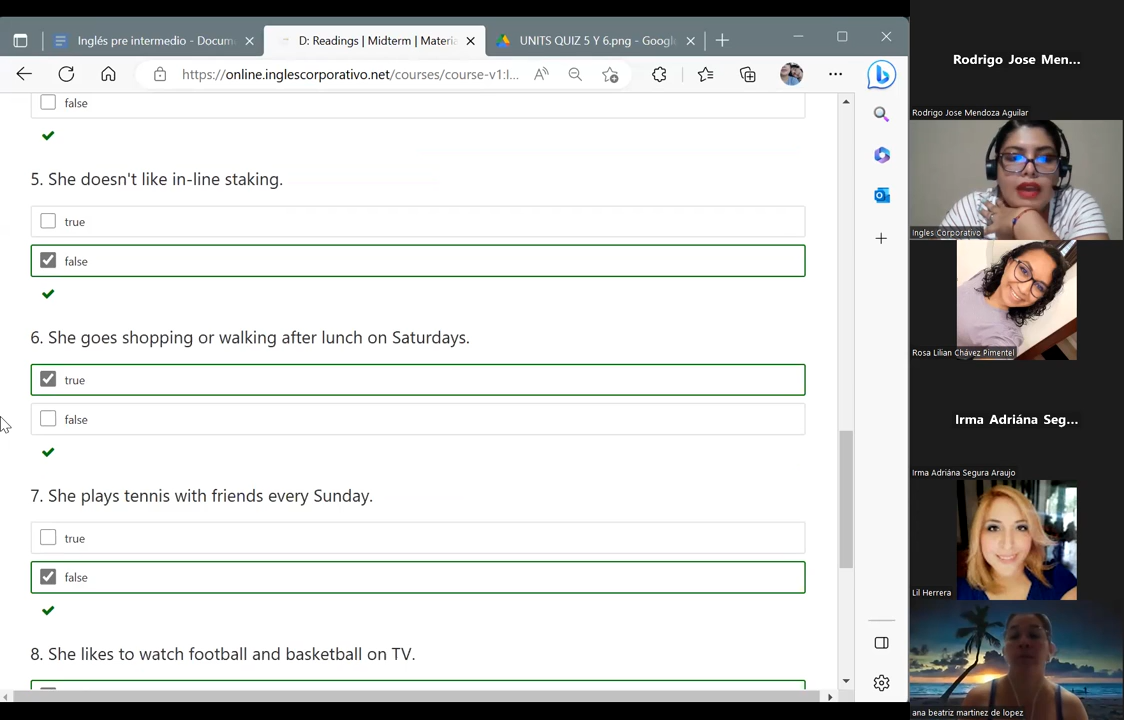 Inglés pre intermedio - Docum
D: Readings | Midterm | Materia
UNITS QUIZ 5 Y 6.png - Google
https://online.inglescorporativo.net/courses/course-v1:I...
false
5. She doesn't like in-line staking.
true
false
6. She goes shopping or walking after lunch on Saturdays.
true
false
7. She plays tennis with friends every Sunday.
true
false
8. She likes to watch football and basketball on TV.
Rodrigo Jose Men...
Rodrigo Jose Mendoza Aguilar
Ingles Corporativo
Rosa Lilian Chávez Pimentel
Irma Adriána Seg...
Irma Adriána Segura Araujo
Lil Herrera
ana beatriz martinez de lopez